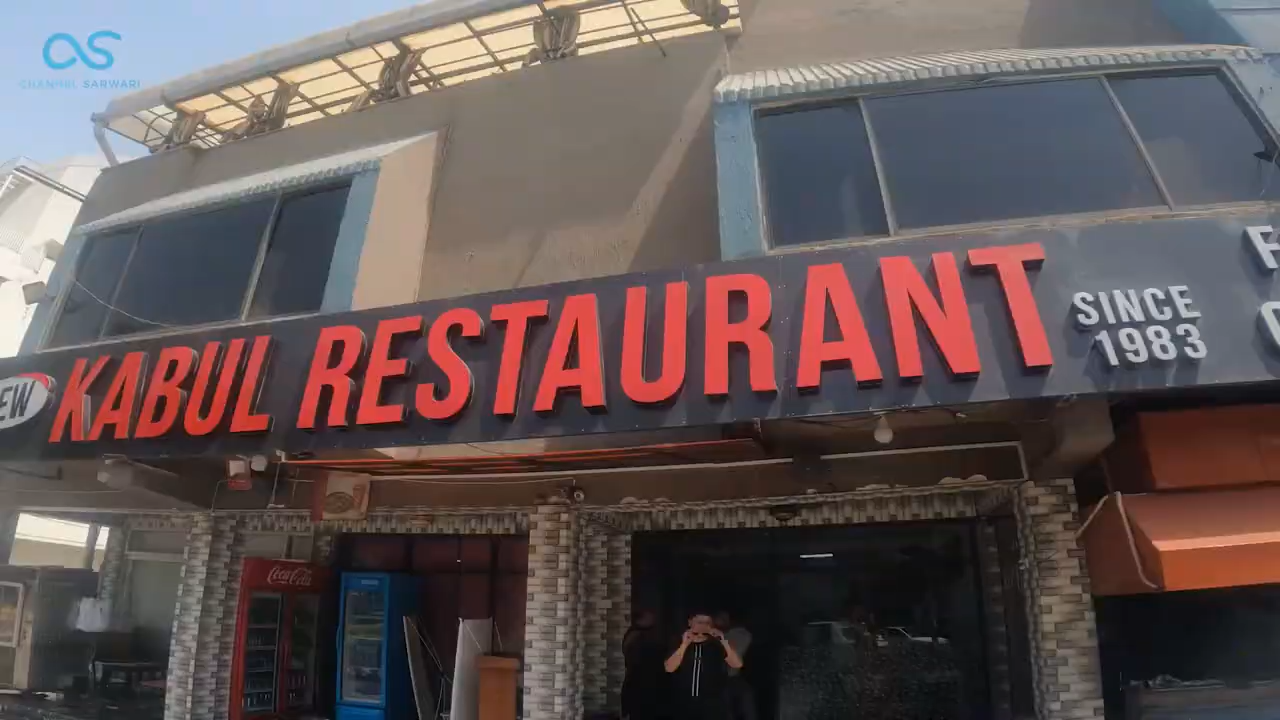 CHANNEL SARWARI
EW
KABUL RESTAURANT
SINCE
1983
F
Coca-Cola